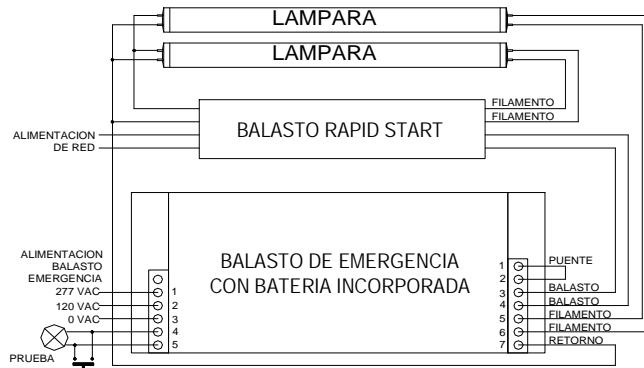 LAMPARA
LAMPARA
FILAMENTO
FILAMENTO
BALASTO RAPID START
ALIMENTACION
DE RED
ALIMENTACION
BALASTO
EMERGENCIA
277 VAC
120 VAC
0 VAC
PRUEBA
1
2
3
4
5
BALASTO DE EMERGENCIA
CON BATERIA INCORPORADA
1
2
3
4
5
6
7
PUENTE
BALASTO
BALASTO
FILAMENTO
FILAMENTO
RETORNO